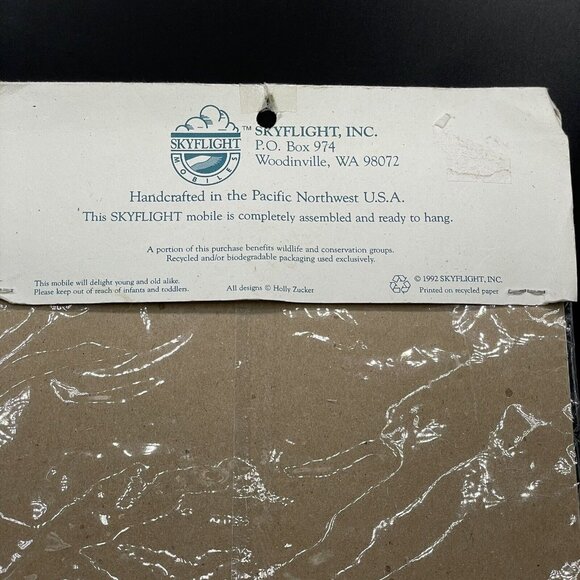 SKYFLIGHT
MOBILES
™ SKYFLIGHT, INC.
P.O. Box 974
Woodinville, WA 98072
Handcrafted in the Pacific Northwest U.S.A.
This SKYFLIGHT mobile is completely assembled and ready to hang.
A portion of this purchase benefits wildlife and conservation groups.
Recycled and/or biodegradable packaging used exclusively.
This mobile will delight young and old alike.
Please keep out of reach of infants and toddlers.
All designs © Holly Zucker
© 1992 SKYFLIGHT, INC.
Printed on recycled paper